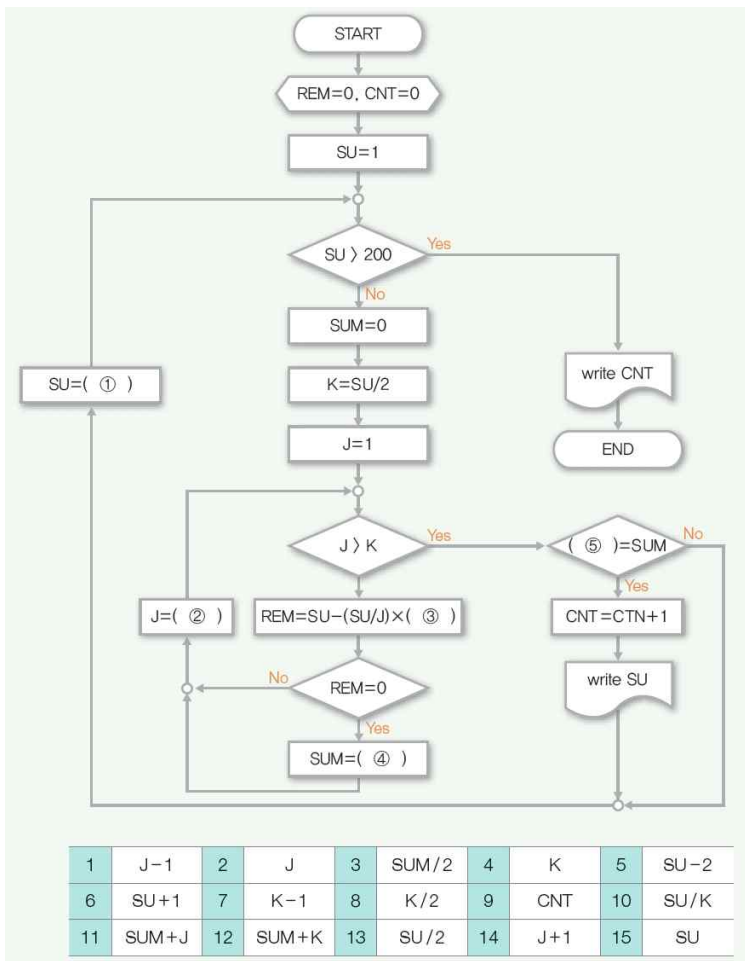 START
REM=0, CNT=0
SU=1
SU 〉 200
Yes
No
SUM=0
SU=( ① )
K=SU/2
write CNT
J=1
END
J 〉 K
Yes
( ⑤ )=SUM
No
Yes
J=( ② )
REM=SU-(SU/J)×( ③ )
CNT=CTN+1
No
REM=0
write SU
Yes
SUM=( ④ )
1 J-1 2 J 3 SUM/2 4 K 5 SU-2
6 SU+1 7 K-1 8 K/2 9 CNT 10 SU/K
11 SUM+J 12 SUM+K 13 SU/2 14 J+1 15 SU